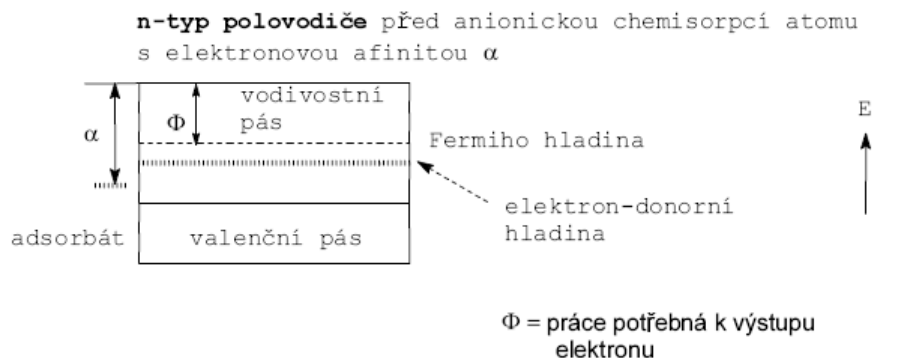 n-typ polovodiče před anionickou chemisorpcí atomu
s elektronovou afinitou α
vodivostní
pás
α
Φ
E
Fermiho hladina
elektron-donorní
hladina
adsorbát
valenční pás
Φ = práce potřebná k výstupu
elektronu